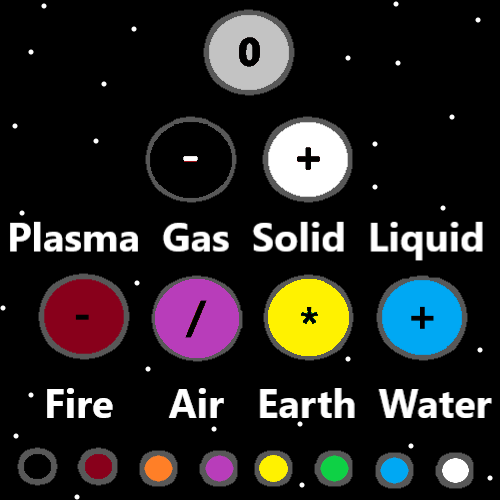 0
- +
Plasma Gas Solid Liquid
- / * +
Fire Air Earth Water